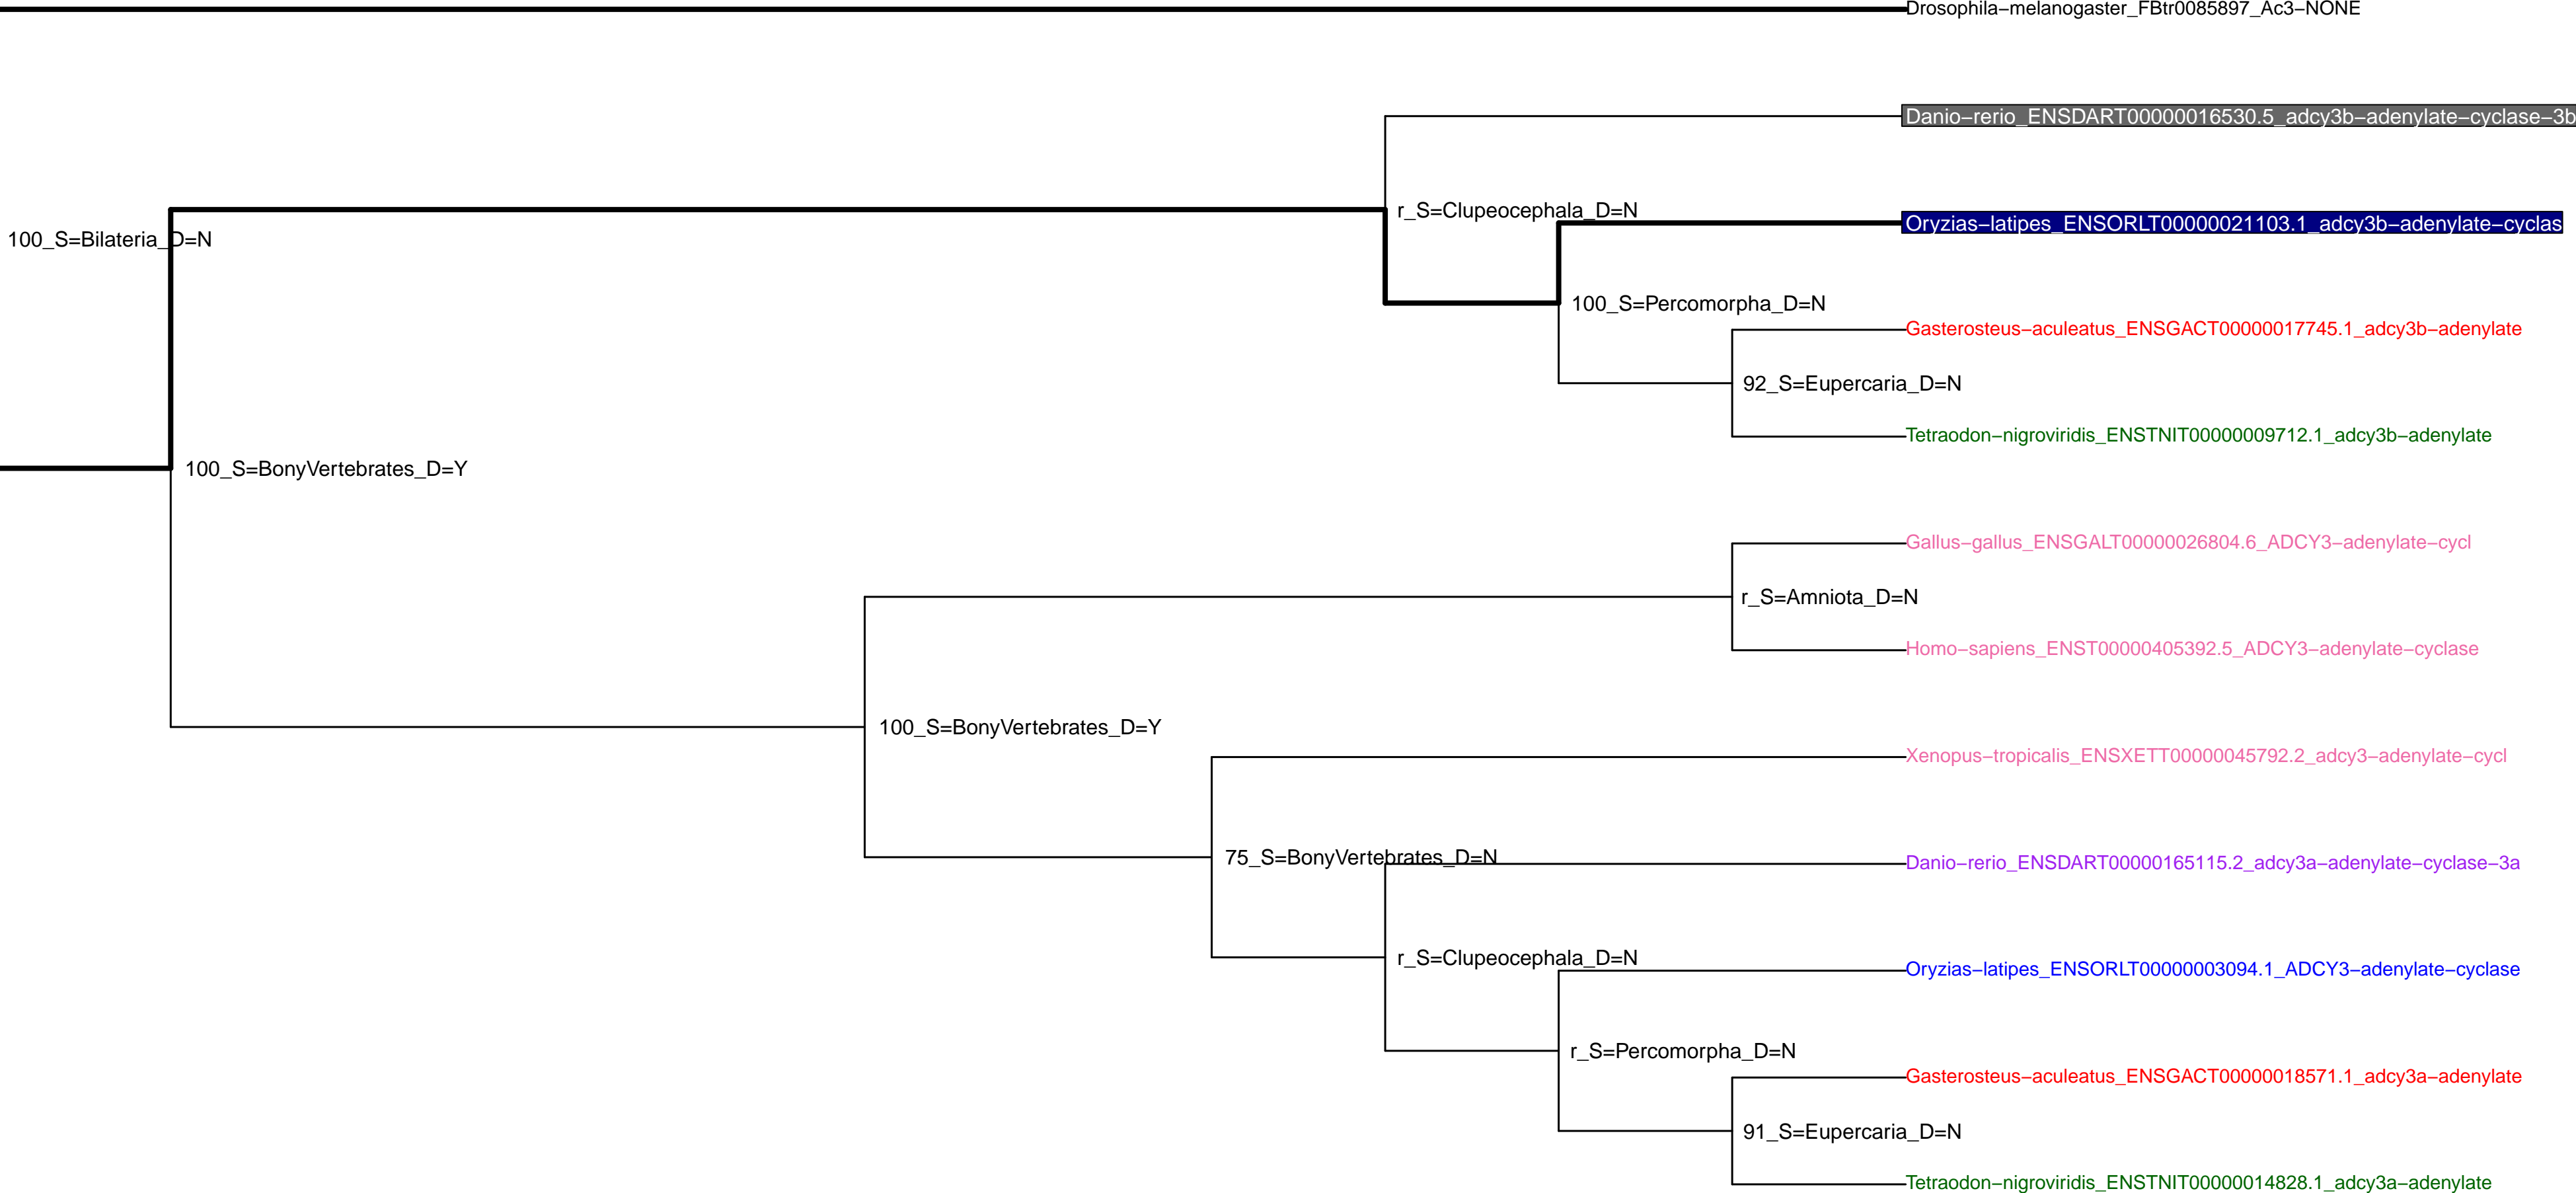 Drosophila−melanogaster_FBtr0085897_Ac3−NONE
Danio−rerio_ENSDART00000016530.5_adcy3b−adenylate−cyclase−3b
r_S=Clupeocephala_D=N
Oryzias−latipes_ENSORLT00000021103.1_adcy3b−adenylate−cyclas
100_S=Bilateria_D=N
100_S=Percomorpha_D=N
Gasterosteus−aculeatus_ENSGACT00000017745.1_adcy3b−adenylate
92_S=Eupercaria_D=N
Tetraodon−nigroviridis_ENSTNIT00000009712.1_adcy3b−adenylate
100_S=BonyVertebrates_D=Y
Gallus−gallus_ENSGALT00000026804.6_ADCY3−adenylate−cycl
r_S=Amniota_D=N
Homo−sapiens_ENST00000405392.5_ADCY3−adenylate−cyclase
100_S=BonyVertebrates_D=Y
Xenopus−tropicalis_ENSXETT00000045792.2_adcy3−adenylate−cycl
75_S=BonyVertebrates_D=N
Danio−rerio_ENSDART00000165115.2_adcy3a−adenylate−cyclase−3a
r_S=Clupeocephala_D=N
Oryzias−latipes_ENSORLT00000003094.1_ADCY3−adenylate−cyclase
r_S=Percomorpha_D=N
Gasterosteus−aculeatus_ENSGACT00000018571.1_adcy3a−adenylate
91_S=Eupercaria_D=N
Tetraodon−nigroviridis_ENSTNIT00000014828.1_adcy3a−adenylate